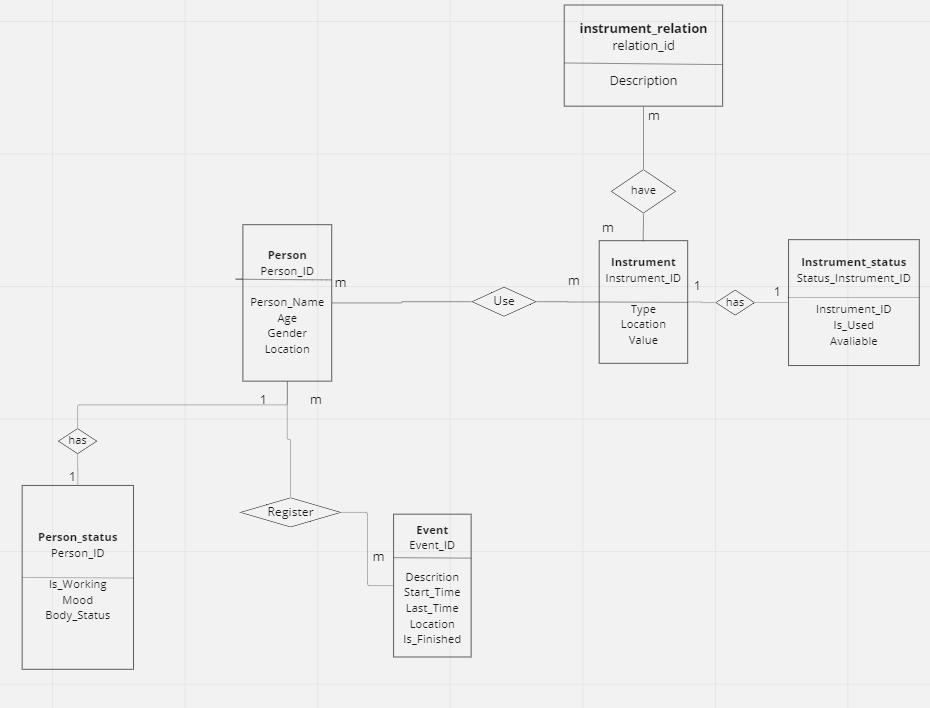 instrument_relation
relation_id
Description
m
have
m
Person
Person_ID
Person_Name
Age
Gender
Location
m
Use
m
Instrument
Instrument_ID
Type
Location
Value
1
has
1
Instrument_status
Status_Instrument_ID
Instrument_ID
Is_Used
Avaliable
1
m
has
1
Person_status
Person_ID
Is_Working
Mood
Body_Status
Register
m
Event
Event_ID
Descrition
Start_Time
Last_Time
Location
Is_Finished